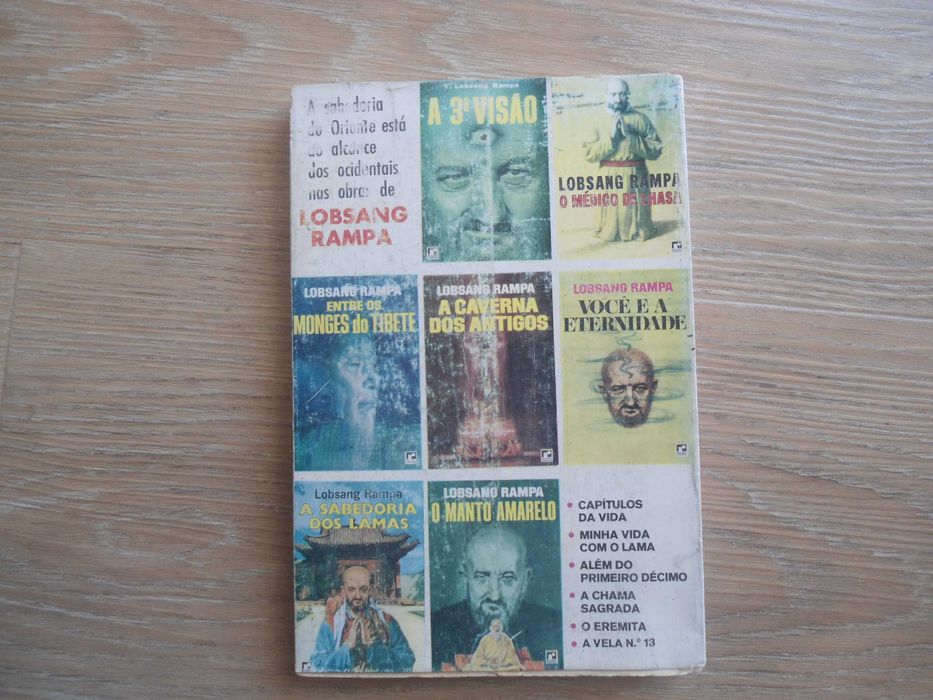 A sabedoria
do Oriente está
ao alcance
dos ocidentais
nas obras de
LOBSANG
RAMPA
T. Lobsang Rampa
A 3ª VISÃO
LOBSANG RAMPA
O MÉDICO DE LHASA
LOBSANG RAMPA
ENTRE OS
MONGES do TIBETE
LOBSANG RAMPA
A CAVERNA
DOS ANTIGOS
LOBSANG RAMPA
VOCÊ E A
ETERNIDADE
Lobsang Rampa
A SABEDORIA
DOS LAMAS
LOBSANG RAMPA
O MANTO AMARELO
• CAPÍTULOS
DA VIDA
• MINHA VIDA
COM O LAMA
• ALÉM DO
PRIMEIRO DÉCIMO
• A CHAMA
SAGRADA
• O EREMITA
• A VELA N.º 13